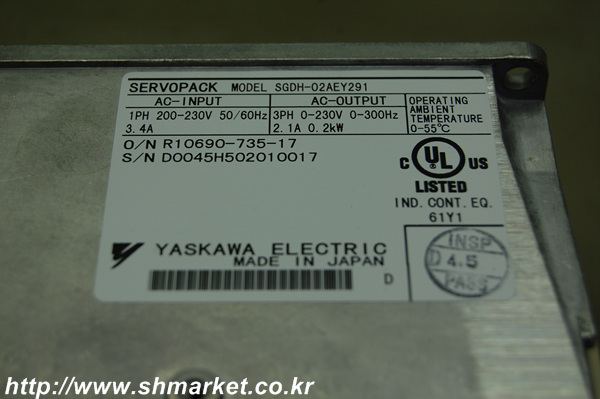 SERVOPACK MODEL SGDH-02AEY291
AC-INPUT AC-OUTPUT OPERATING AMBIENT TEMPERATURE
1PH 200-230V 50/60Hz 3PH 0-230V 0-300Hz
3.4A 2.1A 0.2kW 0-55°C
O/N R10690-735-17
S/N D0045H502010017
C UL US
LISTED
IND. CONT. EQ.
61Y1
YASKAWA ELECTRIC
MADE IN JAPAN
D
INSP
D 4.5
PASS
http://www.shmarket.co.kr